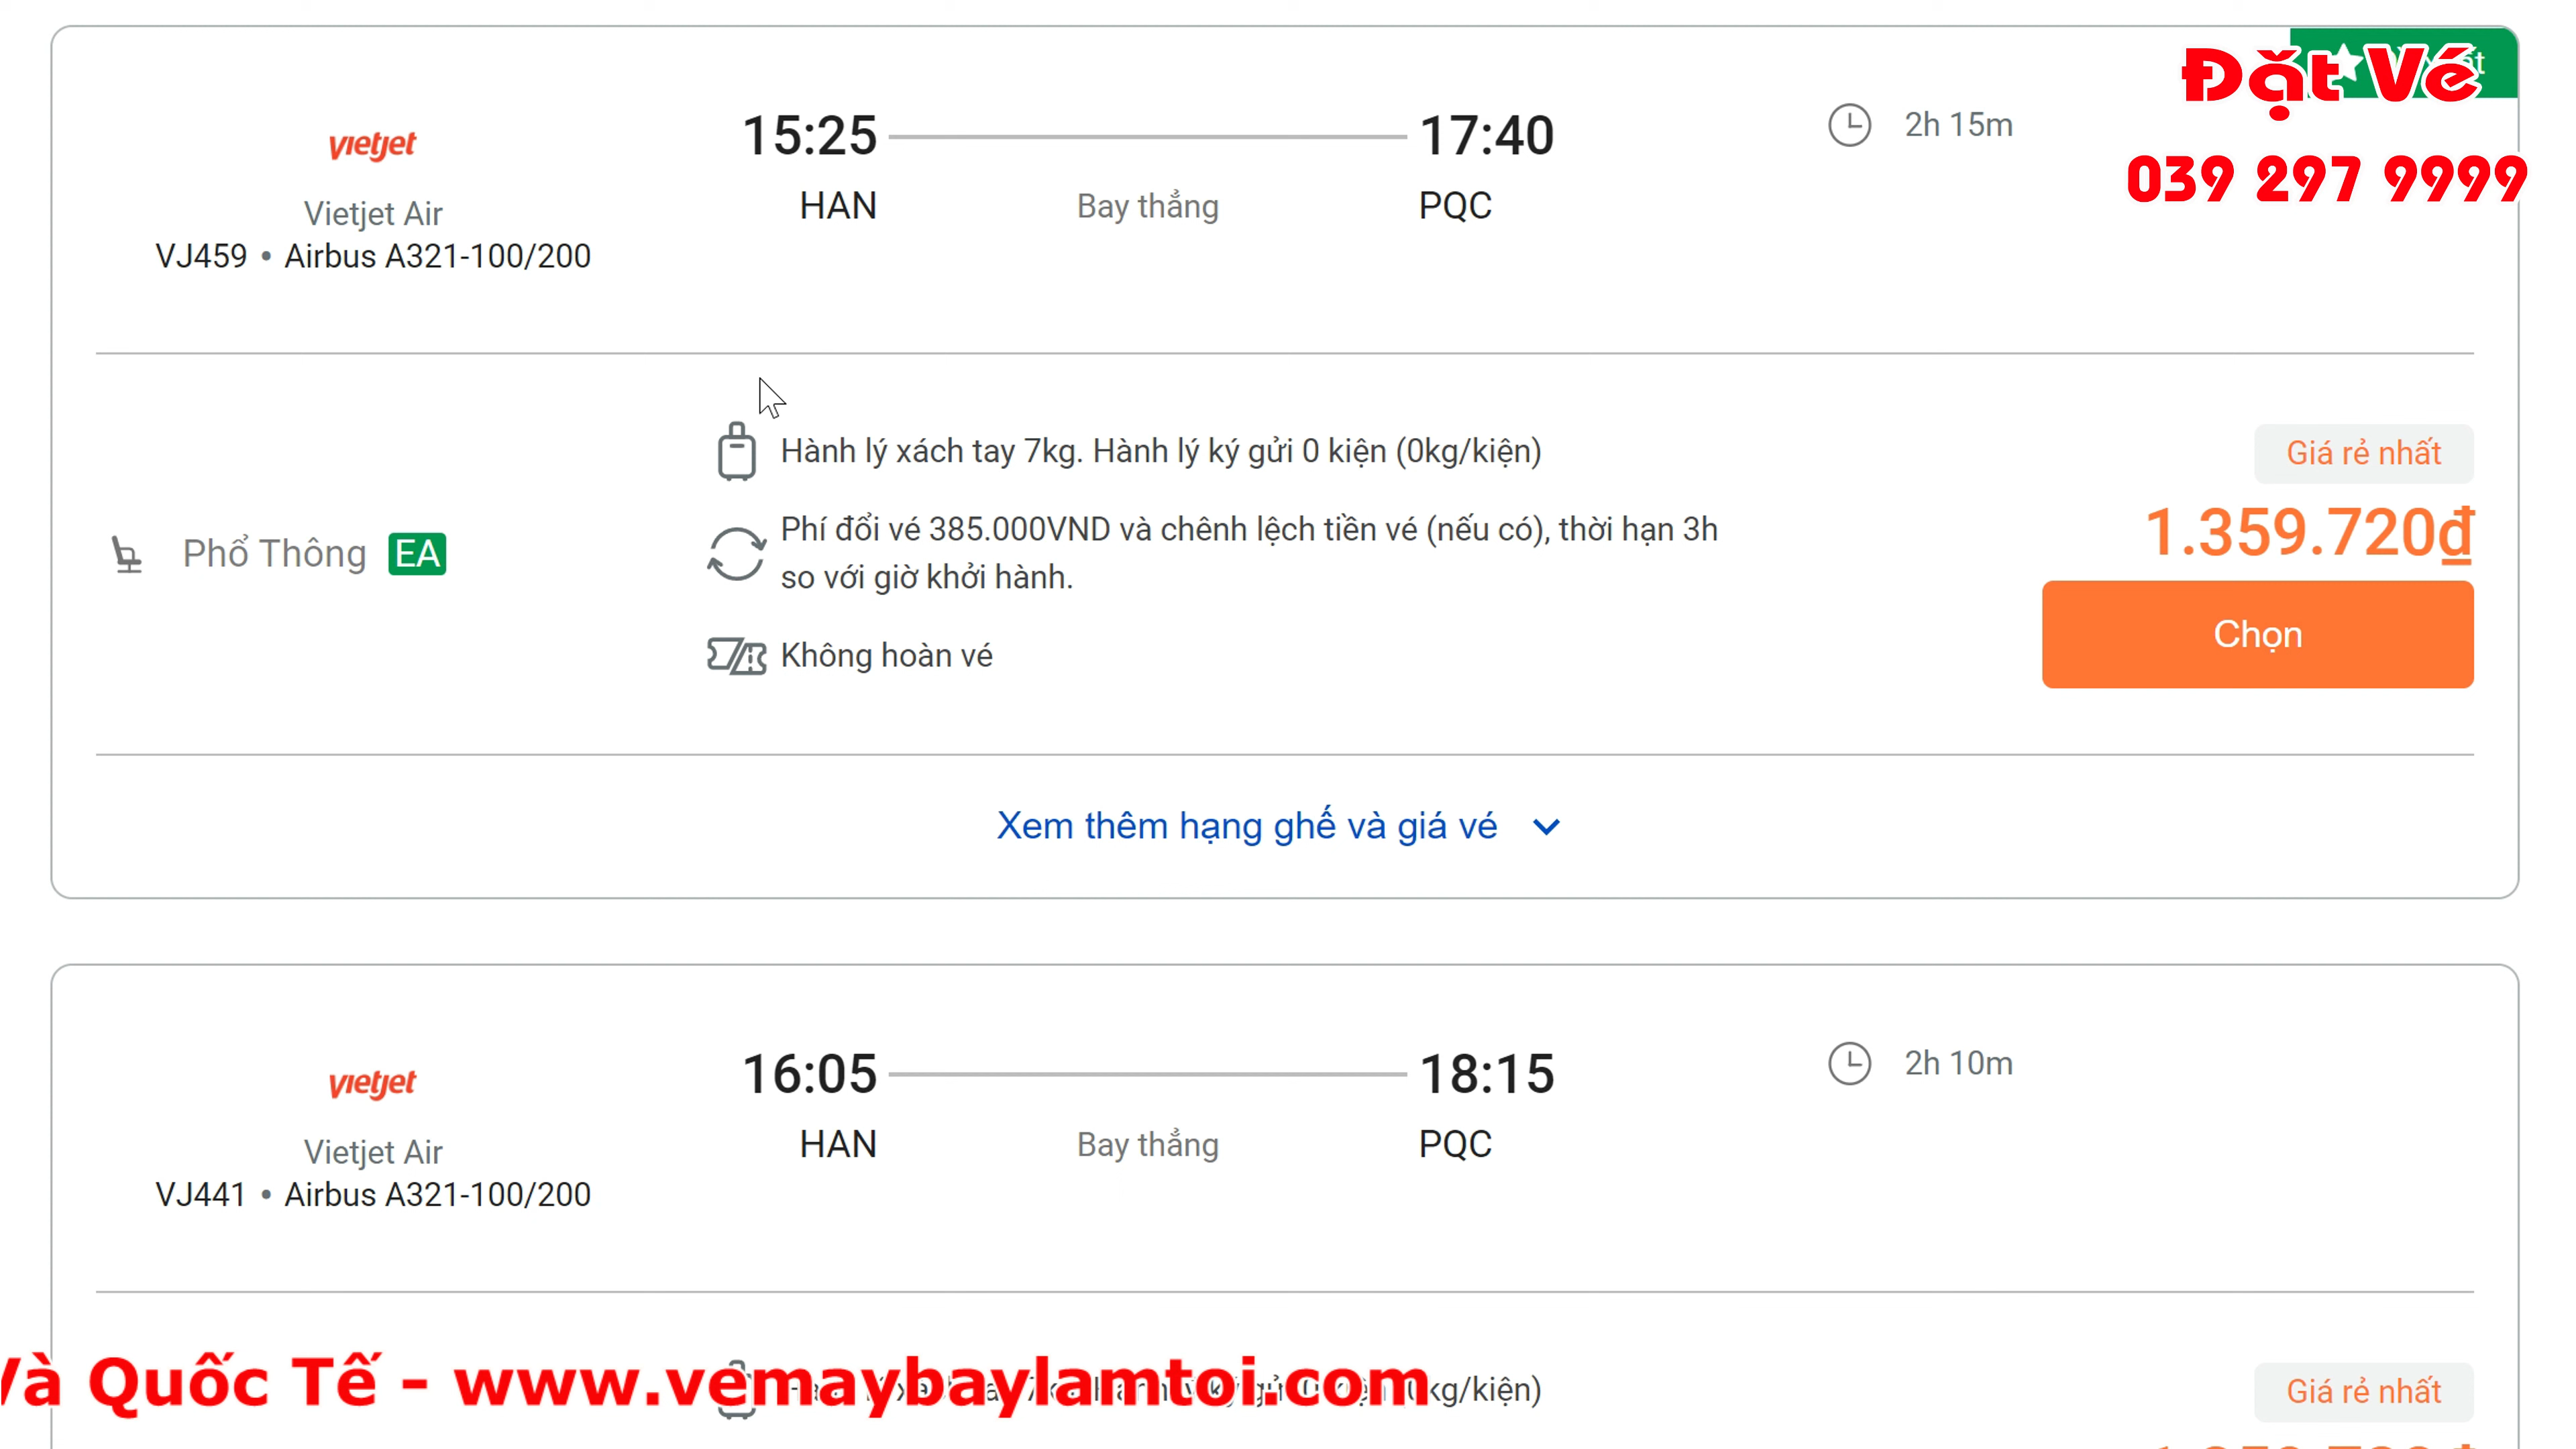 Đặt Vé
vietjet
15:25
17:40
2h 15m
039 297 9999
HAN
Bay thẳng
PQC
Vietjet Air
VJ459 • Airbus A321-100/200
Hành lý xách tay 7kg. Hành lý ký gửi 0 kiện (0kg/kiện)
Giá rẻ nhất
Phí đổi vé 385.000VND và chênh lệch tiền vé (nếu có), thời hạn 3h
so với giờ khởi hành.
1.359.720₫
Phổ Thông EA
Chọn
Không hoàn vé
Xem thêm hạng ghế và giá vé
vietjet
16:05
18:15
2h 10m
HAN
Bay thẳng
PQC
Vietjet Air
VJ441 • Airbus A321-100/200
Và Quốc Tế - www.vemaybaylamtoi.com
kg/kiện)
Giá rẻ nhất